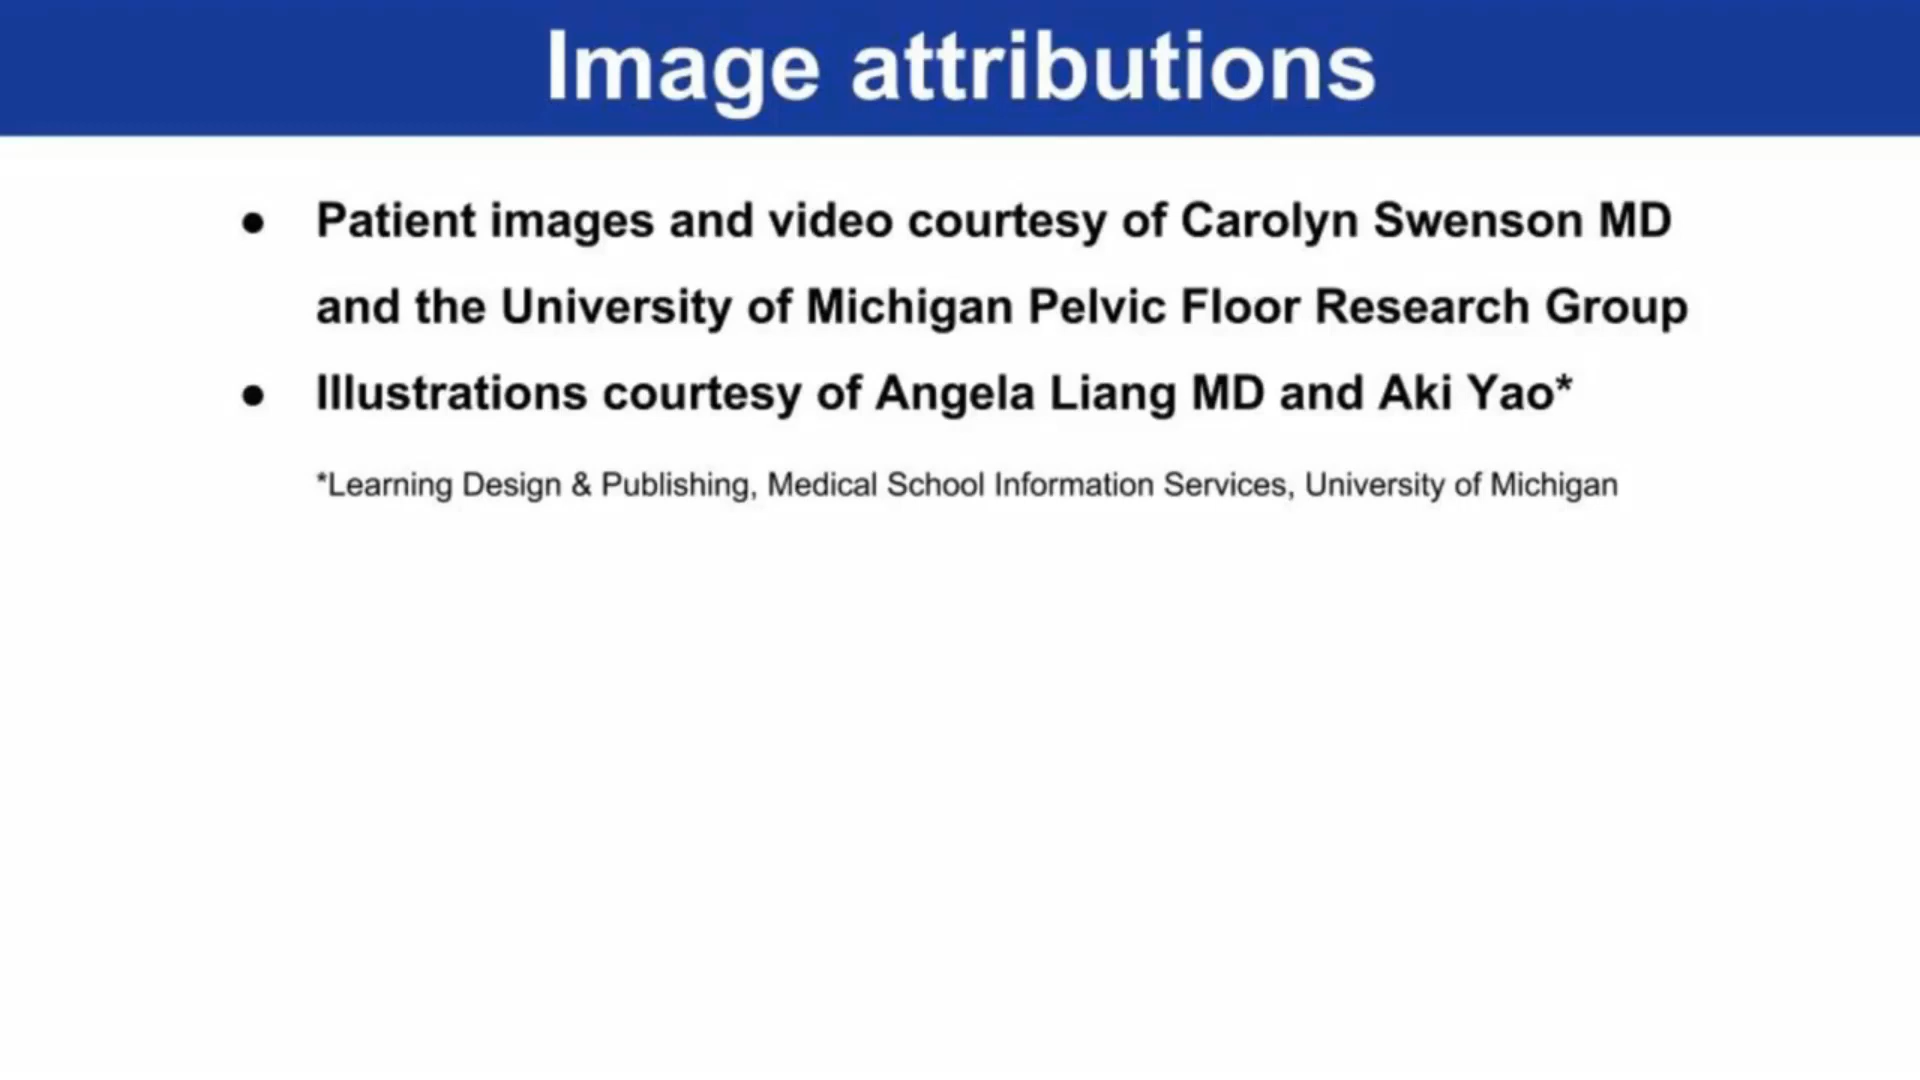 Image attributions
● Patient images and video courtesy of Carolyn Swenson MD
and the University of Michigan Pelvic Floor Research Group
● Illustrations courtesy of Angela Liang MD and Aki Yao*
*Learning Design & Publishing, Medical School Information Services, University of Michigan